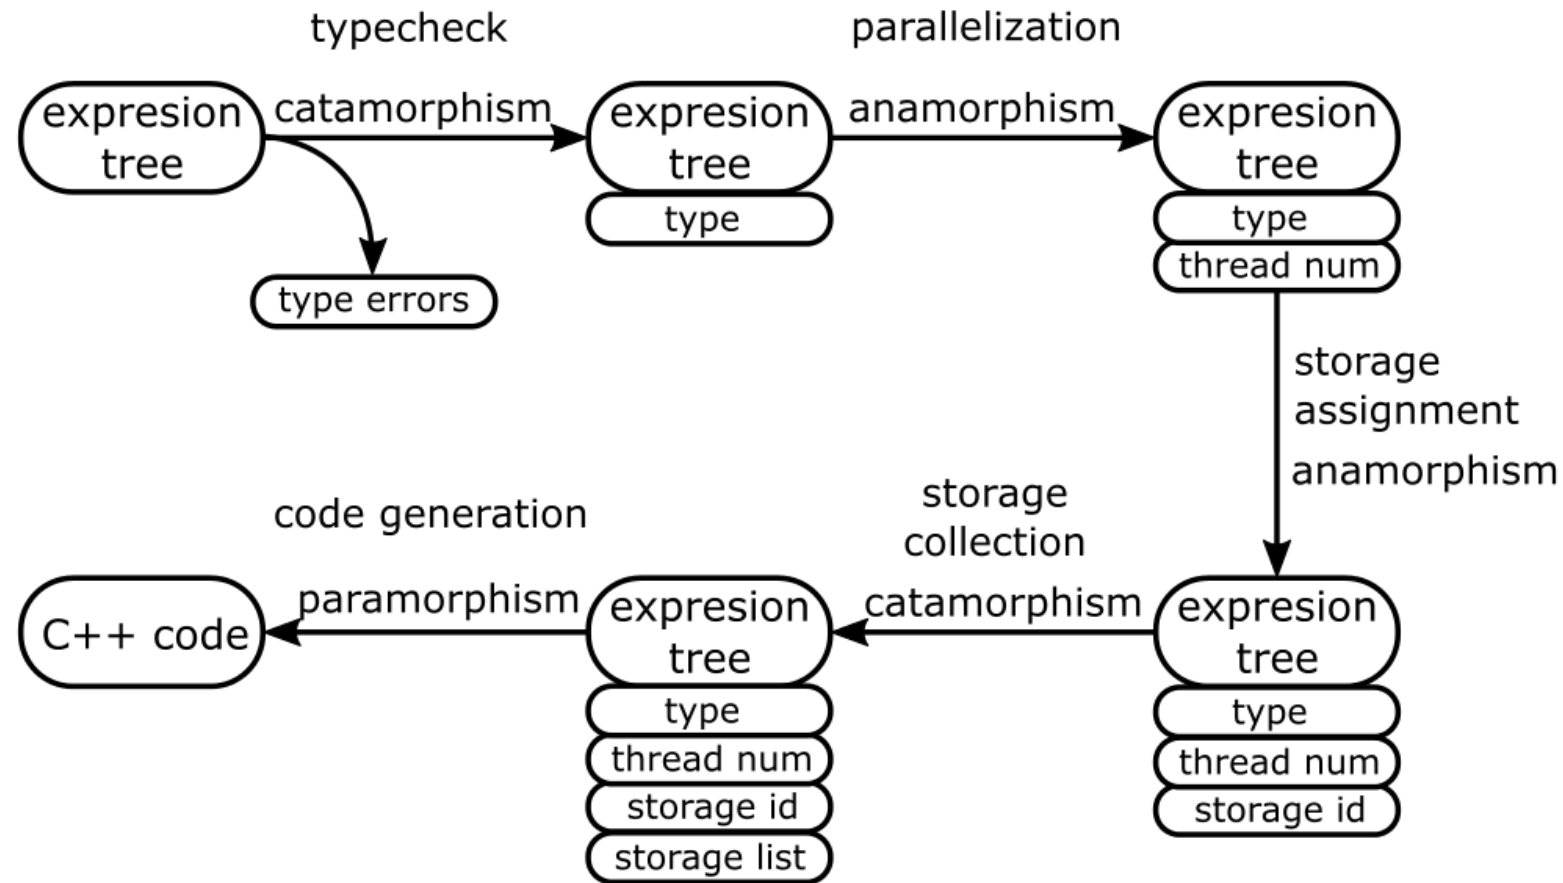 typecheck
parallelization
expresion
tree
catamorphism
expresion
tree
type
anamorphism
expresion
tree
type
thread num
type errors
storage
assignment
anamorphism
expresion
tree
type
thread num
storage id
storage
collection
catamorphism
expresion
tree
type
thread num
storage id
storage list
code generation
paramorphism
C++ code